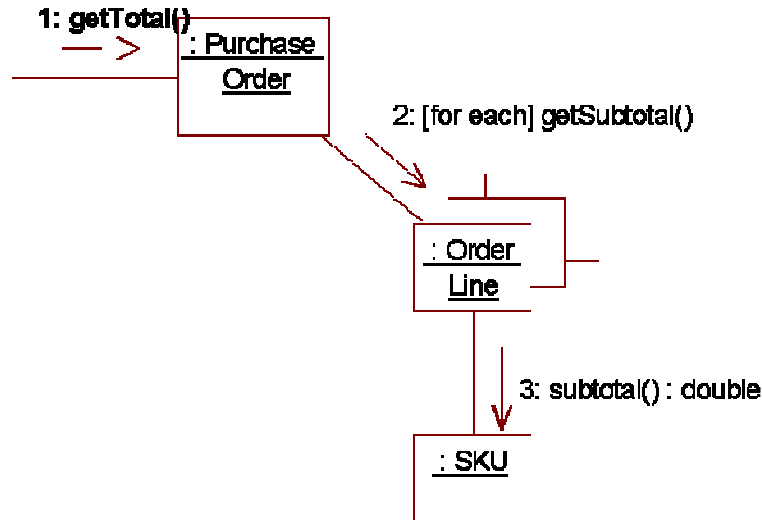 1: getTotal()
: Purchase
Order
2: [for each] getSubtotal()
: Order
Line
3: subtotal() : double
: SKU